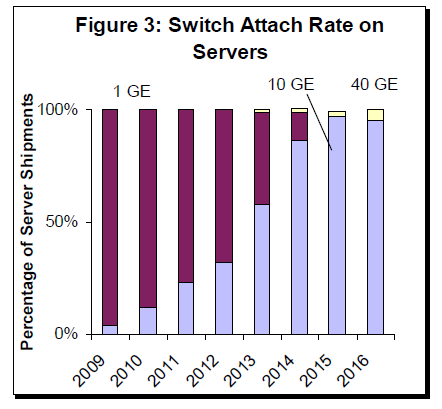 Figure 3: Switch Attach Rate on
Servers
10 GE
40 GE
1 GE
100%
50%
0%
Percentage of Server Shipments
2009
2010
2011
2012
2013
2014
2015
2016